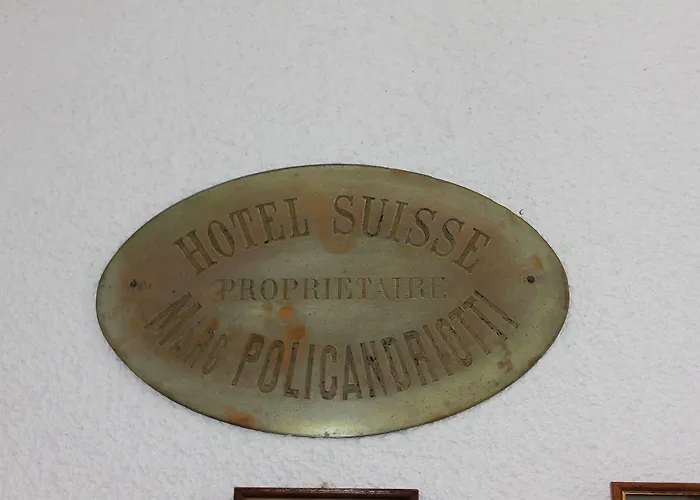 HOTEL SUISSE
PROPRIETAIRE
MARC POLICANDRIOTTI